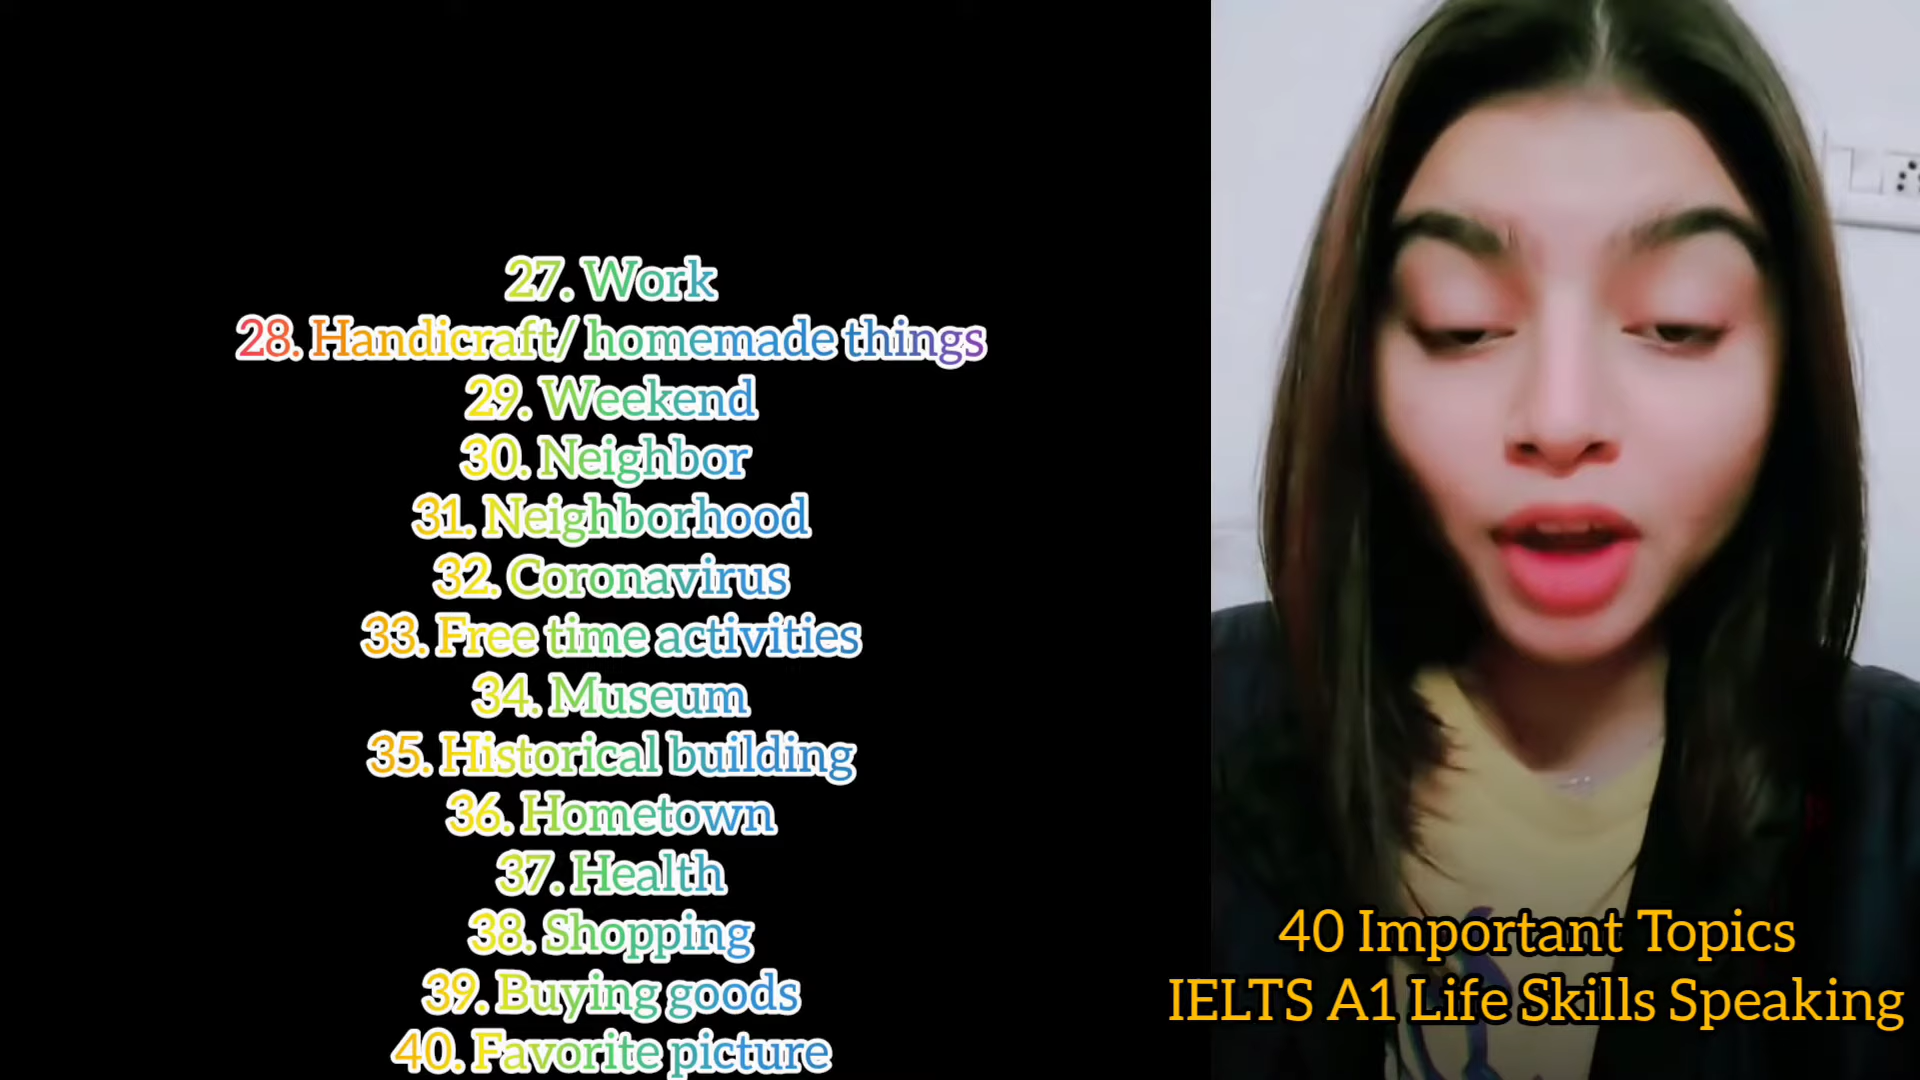 27. Work
28. Handicraft/ homemade things
29. Weekend
30. Neighbor
31. Neighborhood
32. Coronavirus
33. Free time activities
34. Museum
35. Historical building
36. Hometown
37. Health
38. Shopping
39. Buying goods
40. Favorite picture
40 Important Topics
IELTS A1 Life Skills Speaking